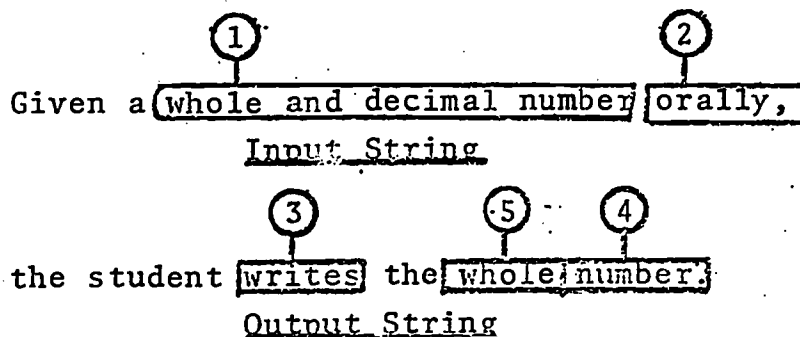 1 2
Given a whole and decimal number orally,
Input String
3 5 4
the student writes the whole number.
Output String